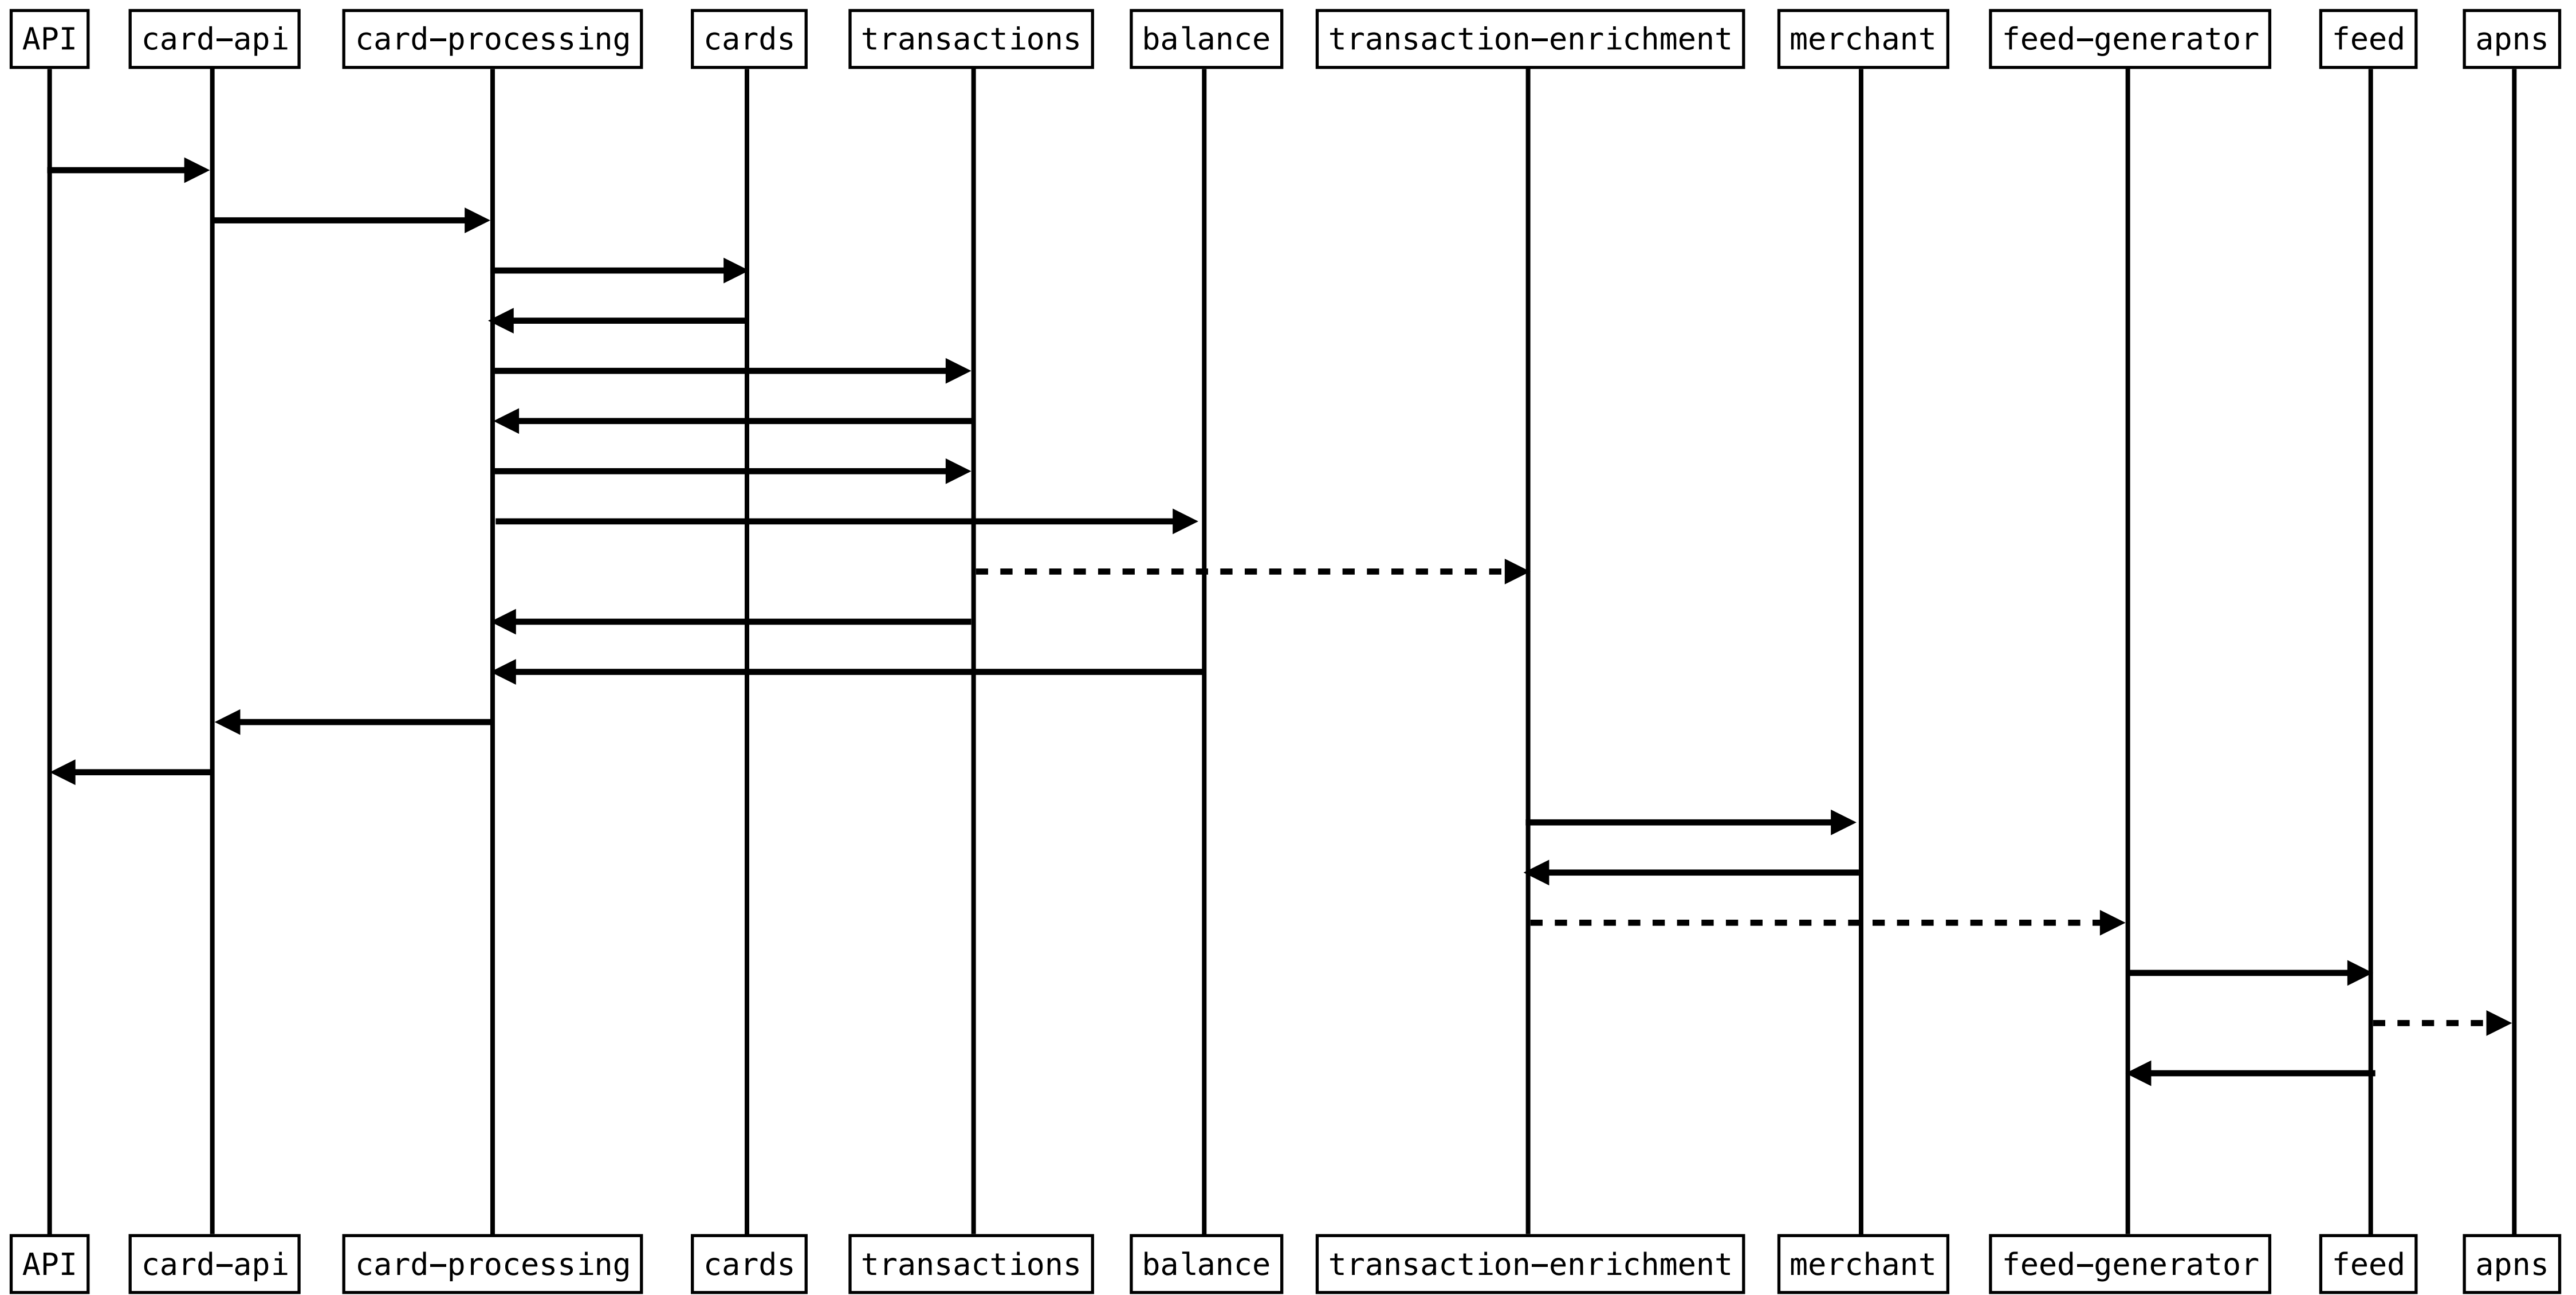 API card-api card-processing cards transactions balance transaction-enrichment merchant feed-generator feed apns
API card-api card-processing cards transactions balance transaction-enrichment merchant feed-generator feed apns